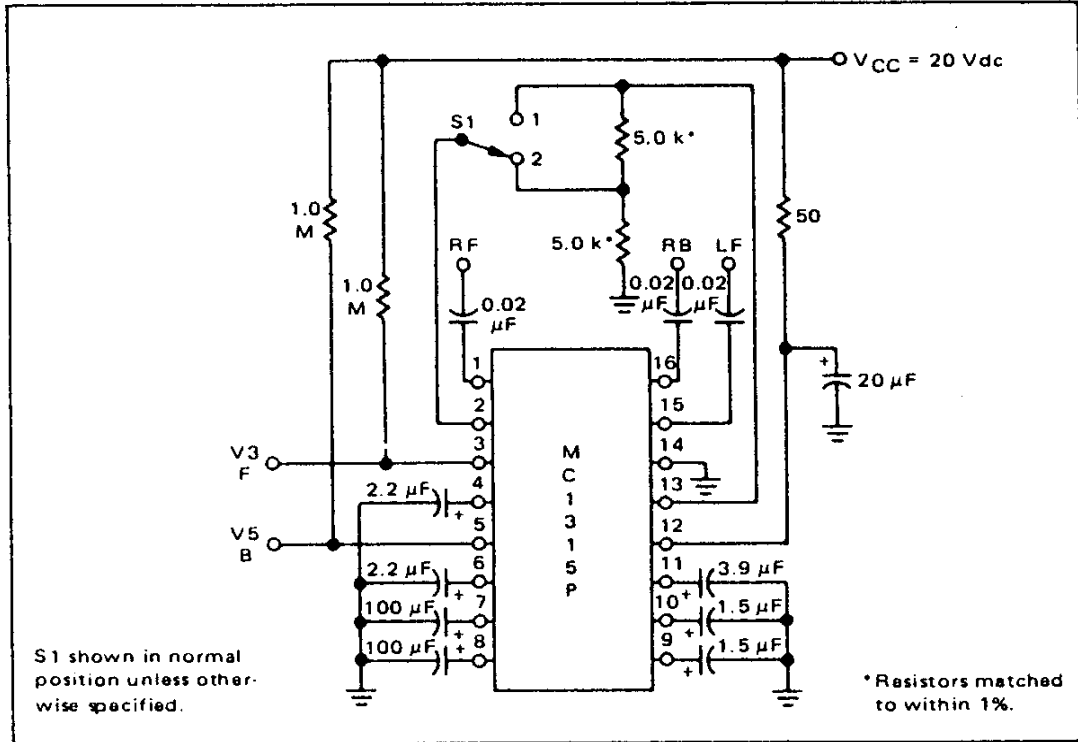 V CC = 20 Vdc
S1
1
2
5.0 k*
5.0 k*
50
1.0
M
1.0
M
RF
RB
LF
0.02
µF
0.02
µF
0.02
µF
20 µF
+
1
2
3
4
5
6
7
8
16
15
14
13
12
11
10
9
M
C
1
3
1
5
P
V3
F
V5
B
2.2 µF
+
2.2 µF
+
100 µF
+
100 µF
+
3.9 µF
+
1.5 µF
+
1.5 µF
+
S1 shown in normal
position unless other-
wise specified.
*Resistors matched
to within 1%.